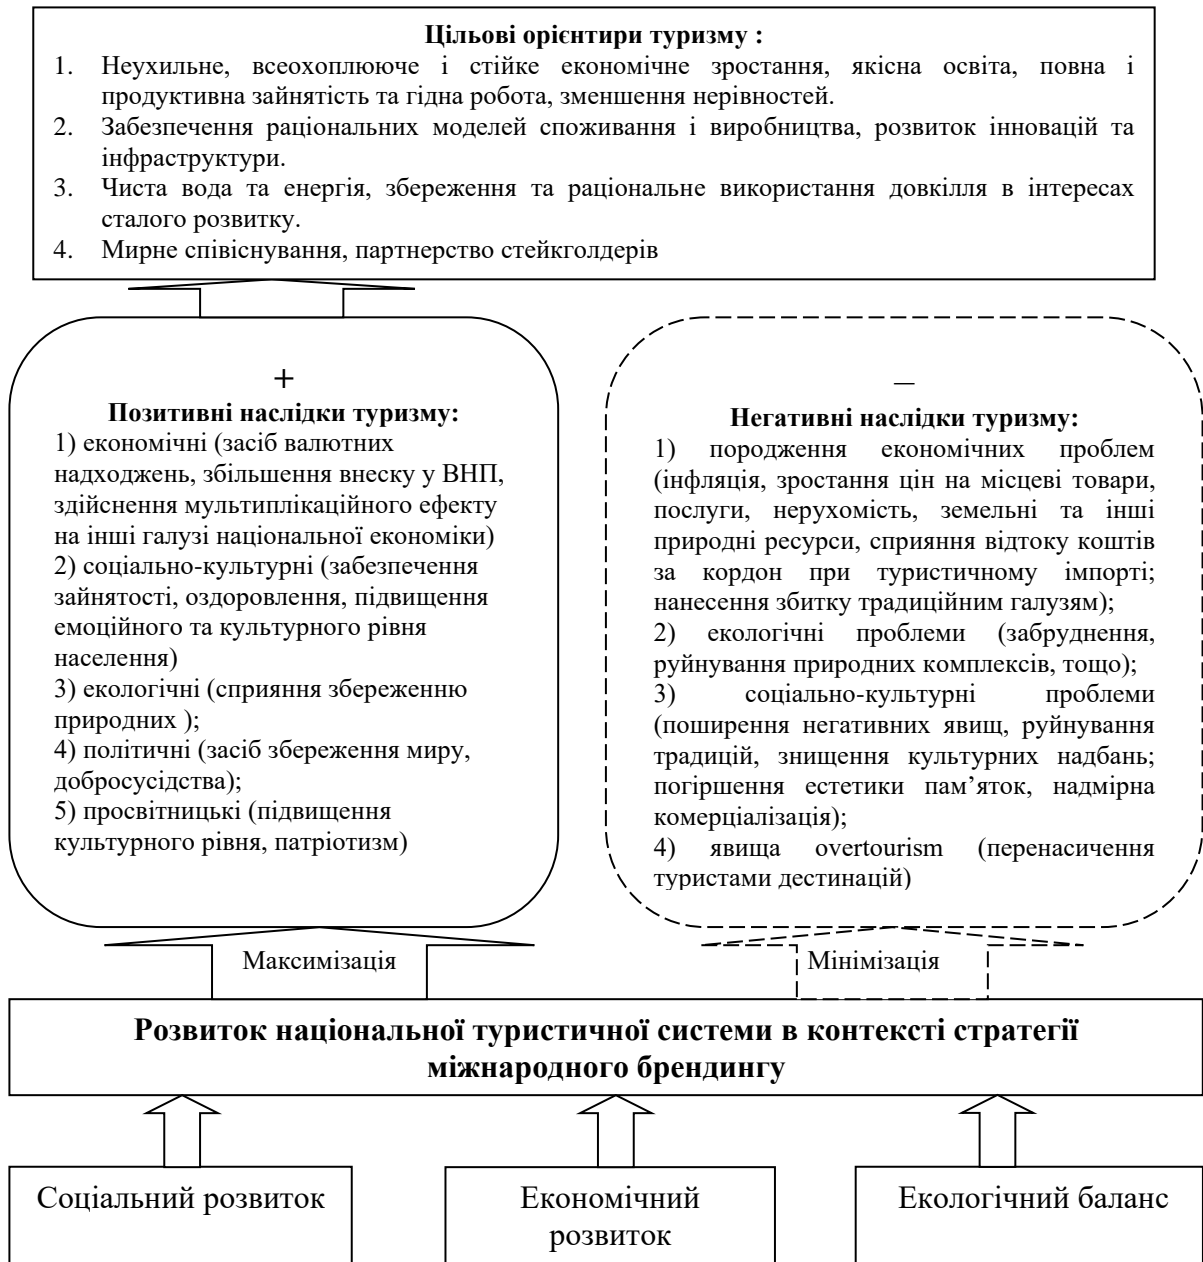 Цільові орієнтири туризму :
1. Неухильне, всеохоплююче і стійке економічне зростання, якісна освіта, повна і
продуктивна зайнятість та гідна робота, зменшення нерівностей.
2. Забезпечення раціональних моделей споживання і виробництва, розвиток інновацій та
інфраструктури.
3. Чиста вода та енергія, збереження та раціональне використання довкілля в інтересах
сталого розвитку.
4. Мирне співіснування, партнерство стейкголдерів
+
Позитивні наслідки туризму:
1) економічні (засіб валютних
надходжень, збільшення внеску у ВНП,
здійснення мультиплікаційного ефекту
на інші галузі національної економіки)
2) соціально-культурні (забезпечення
зайнятості, оздоровлення, підвищення
емоційного та культурного рівня
населення)
3) екологічні (сприяння збереженню
природних );
4) політичні (засіб збереження миру,
добросусідства);
5) просвітницькі (підвищення
культурного рівня, патріотизм)
–
Негативні наслідки туризму:
1) породження економічних проблем
(інфляція, зростання цін на місцеві товари,
послуги, нерухомість, земельні та інші
природні ресурси, сприяння відтоку коштів
за кордон при туристичному імпорті;
нанесення збитку традиційним галузям);
2) екологічні проблеми (забруднення,
руйнування природних комплексів, тощо);
3) соціально-культурні проблеми
(поширення негативних явищ, руйнування
традицій, знищення культурних надбань;
погіршення естетики пам’яток, надмірна
комерціалізація);
4) явища overtourism (перенасичення
туристами дестинацій)
Максимізація
Мінімізація
Розвиток національної туристичної системи в контексті стратегії
міжнародного брендингу
Соціальний розвиток
Економічний
розвиток
Екологічний баланс